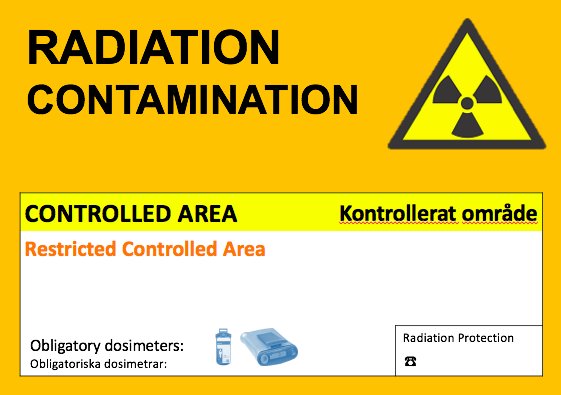 RADIATION
CONTAMINATION
CONTROLLED AREA Kontrollerat område
Restricted Controlled Area
Obligatory dosimeters:
Obligatoriska dosimetrar:
Radiation Protection
☎